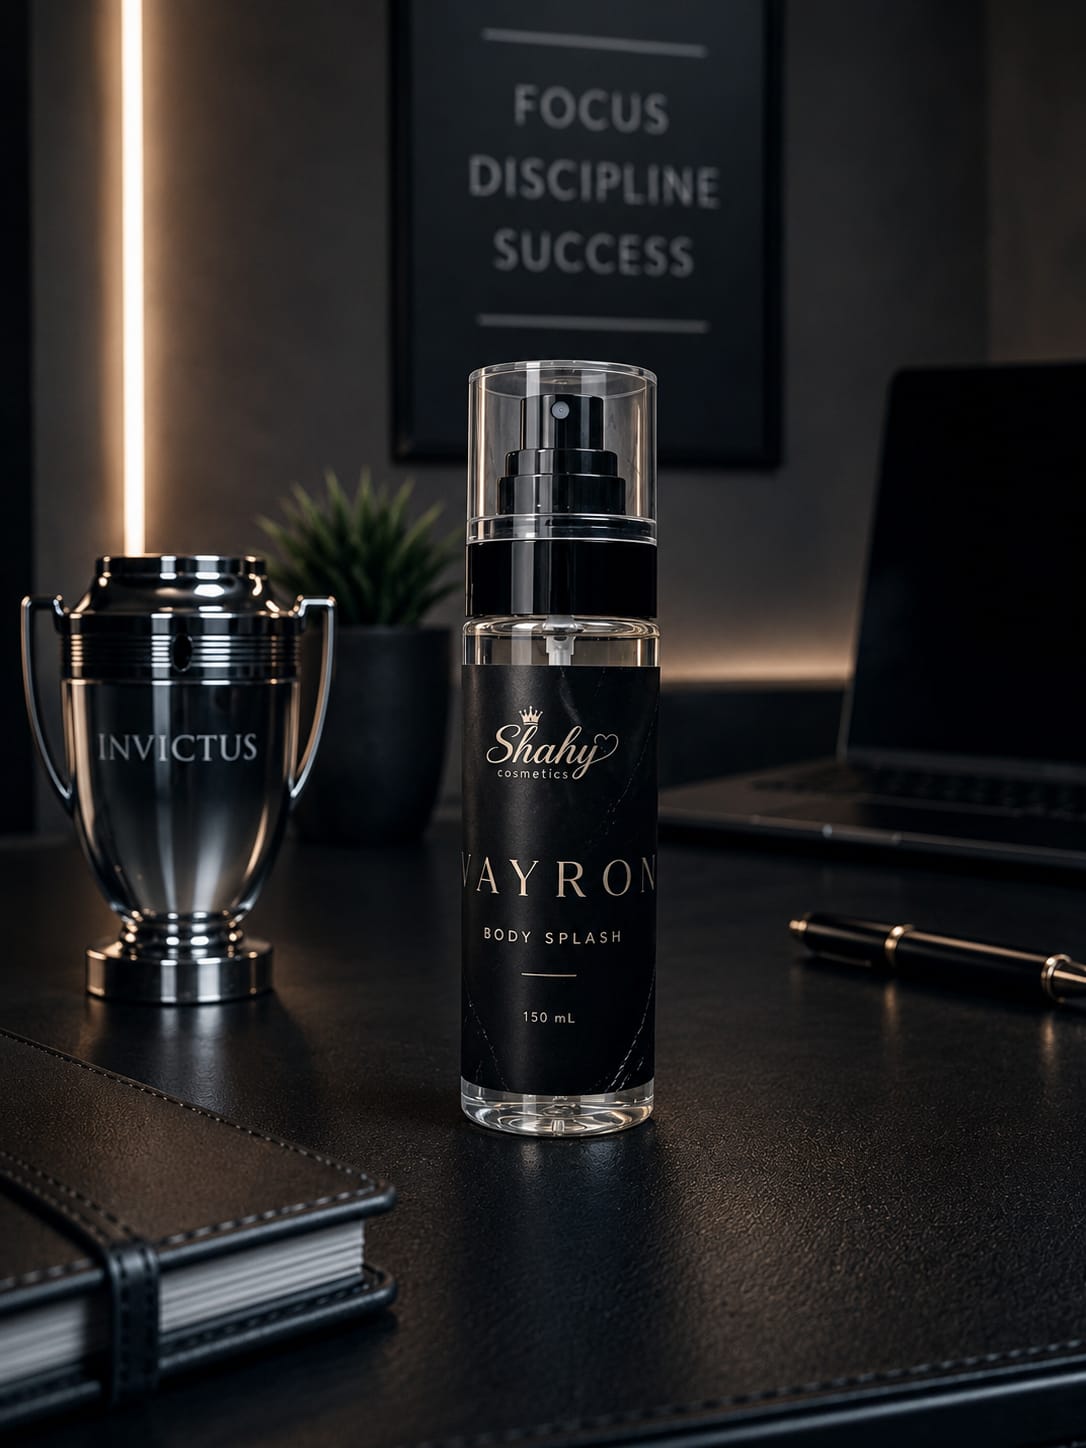 FOCUS
DISCIPLINE
SUCCESS
INVICTUS
Shahy
cosmetics
VAYRON
BODY SPLASH
150 mL